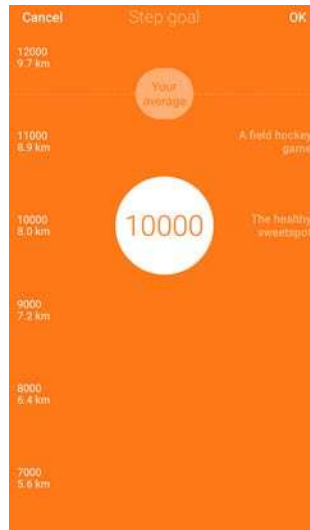 Cancel Step goal OK
12000
9.7 km
Your
average
11000
8.9 km
A field hockey
game
10000
8.0 km
10000
The healthy
sweetspot
9000
7.2 km
8000
6.4 km
7000
5.6 km